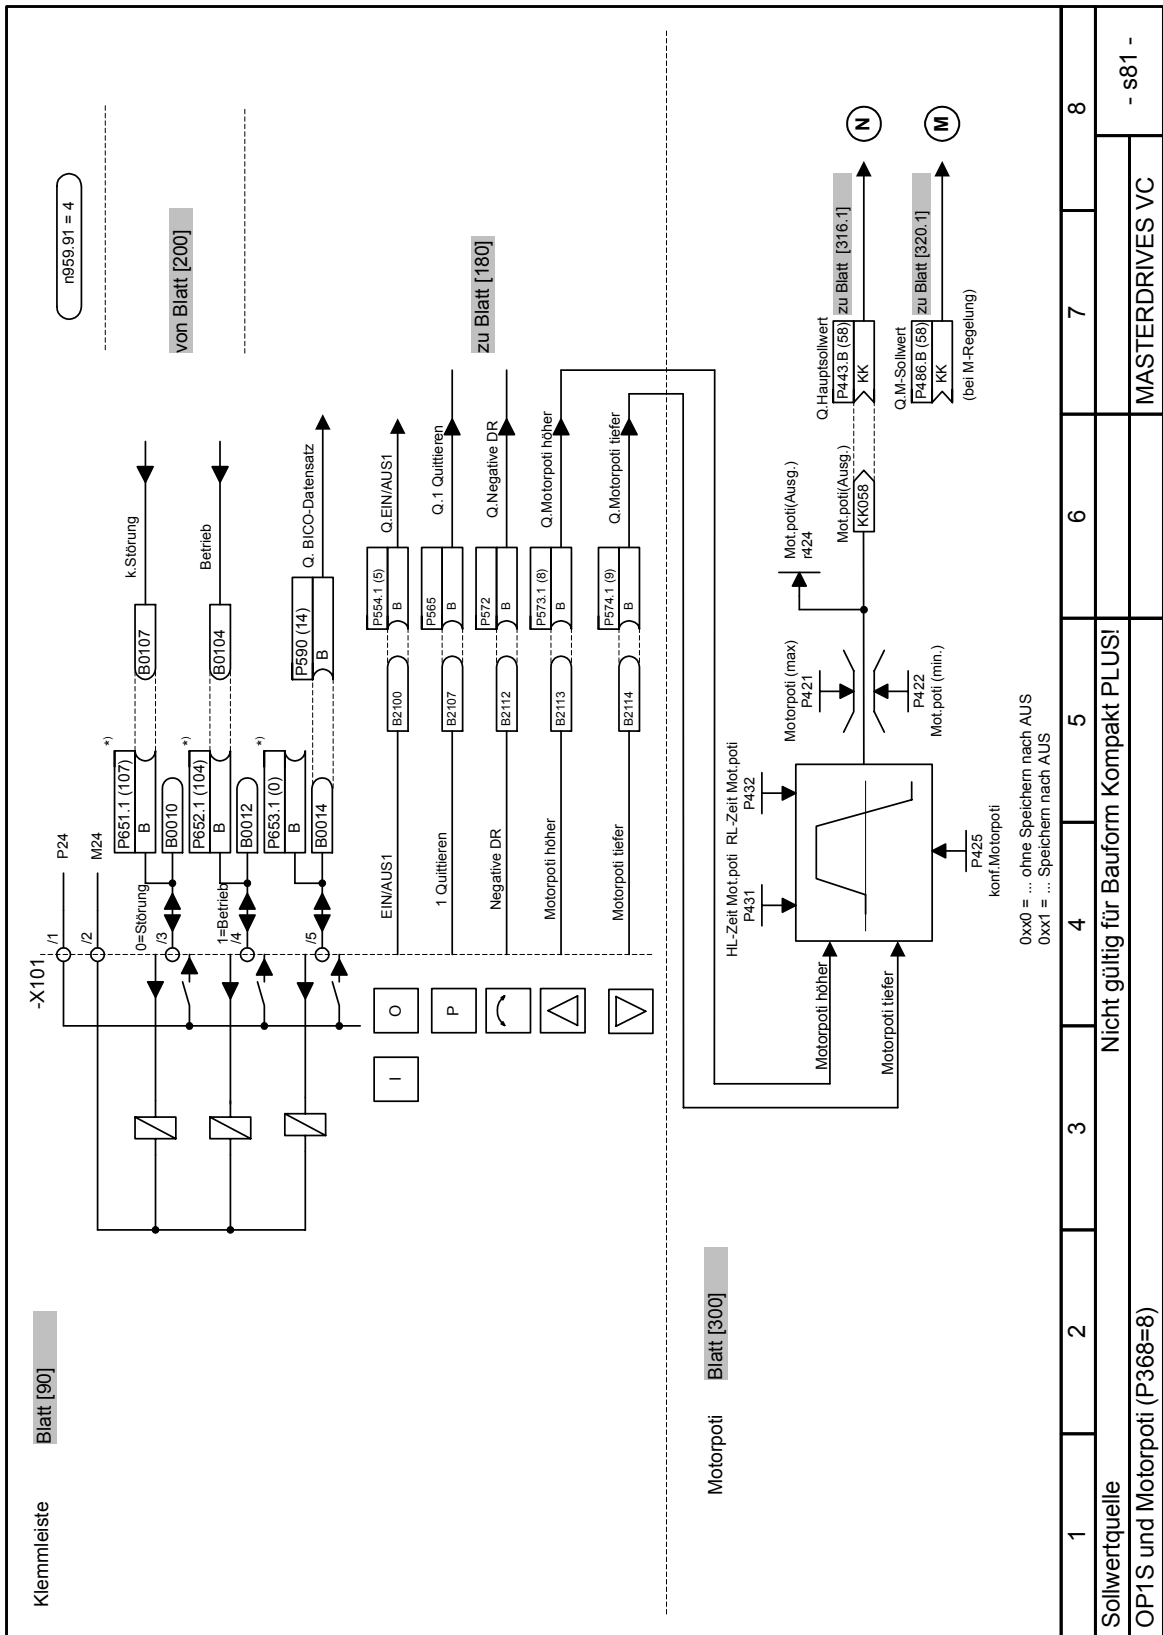 n959.91 = 4
Klemmleiste
Blatt [90]
-X101
/1
P24
/2
M24
von Blatt [200]
0=Störung
/3
P651.1 (107)
*)
B
B0010
B0107
k.Störung
1=Betrieb
/4
P652.1 (104)
*)
B
B0012
B0104
Betrieb
/5
P653.1 (0)
*)
B
B0014
P590 (14)
B
Q. BICO-Datensatz
I
O
EIN/AUS1
B2100
P554.1 (5)
B
Q.EIN/AUS1
P
1 Quittieren
B2107
P565
B
Q.1 Quittieren
zu Blatt [180]
Negative DR
B2112
P572
B
Q.Negative DR
Motorpoti höher
B2113
P573.1 (8)
B
Q.Motorpoti höher
Motorpoti tiefer
B2114
P574.1 (9)
B
Q.Motorpoti tiefer
Motorpoti
Blatt [300]
HL-Zeit Mot.poti
P431
RL-Zeit Mot.poti
P432
Motorpoti höher
Motorpoti tiefer
P425
konf.Motorpoti
0xx0 = ... ohne Speichern nach AUS
0xx1 = ... Speichern nach AUS
Motorpoti (max)
P421
P422
Mot.poti (min.)
Mot.poti(Ausg.)
r424
Mot.poti(Ausg.)
KK058
Q.Hauptsollwert
P443.B (58)
KK
zu Blatt [316.1]
N
Q.M-Sollwert
P486.B (58)
KK
zu Blatt [320.1]
M
(bei M-Regelung)
1
2
3
4
5
6
7
8
Sollwertquelle
Nicht gültig für Bauform Kompakt PLUS!
- s81 -
OP1S und Motorpoti (P368=8)
MASTERDRIVES VC